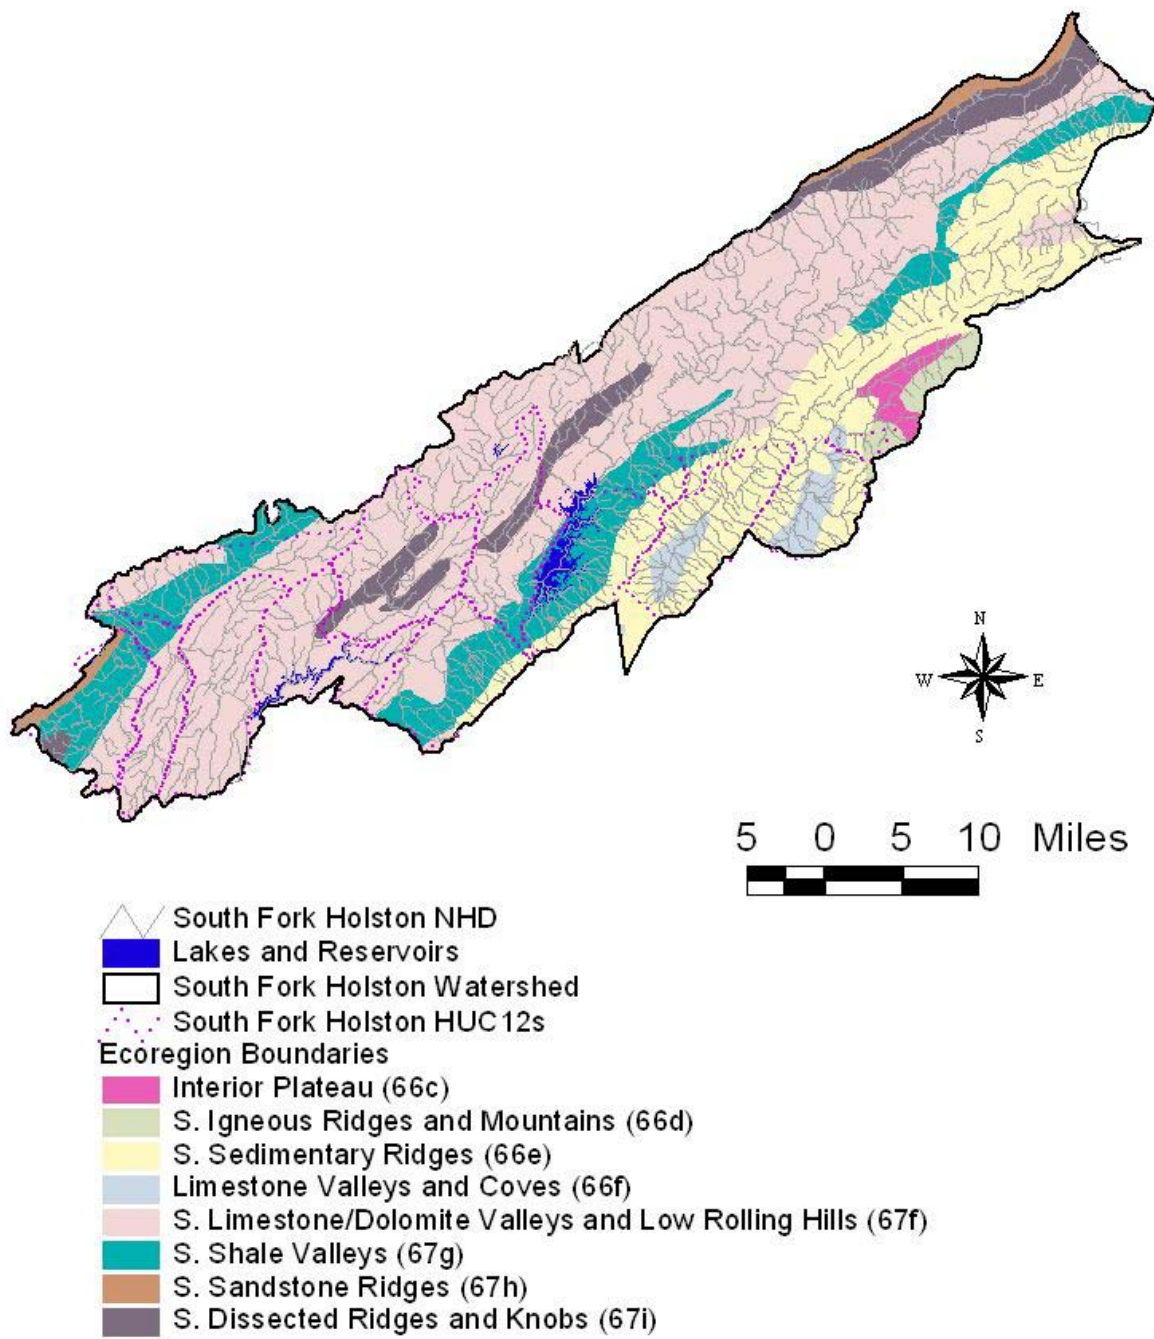 N
W E
S
5 0 5 10 Miles
South Fork Holston NHD
Lakes and Reservoirs
South Fork Holston Watershed
South Fork Holston HUC12s
Ecoregion Boundaries
Interior Plateau (66c)
S. Igneous Ridges and Mountains (66d)
S. Sedimentary Ridges (66e)
Limestone Valleys and Coves (66f)
S. Limestone/Dolomite Valleys and Low Rolling Hills (67f)
S. Shale Valleys (67g)
S. Sandstone Ridges (67h)
S. Dissected Ridges and Knobs (67i)